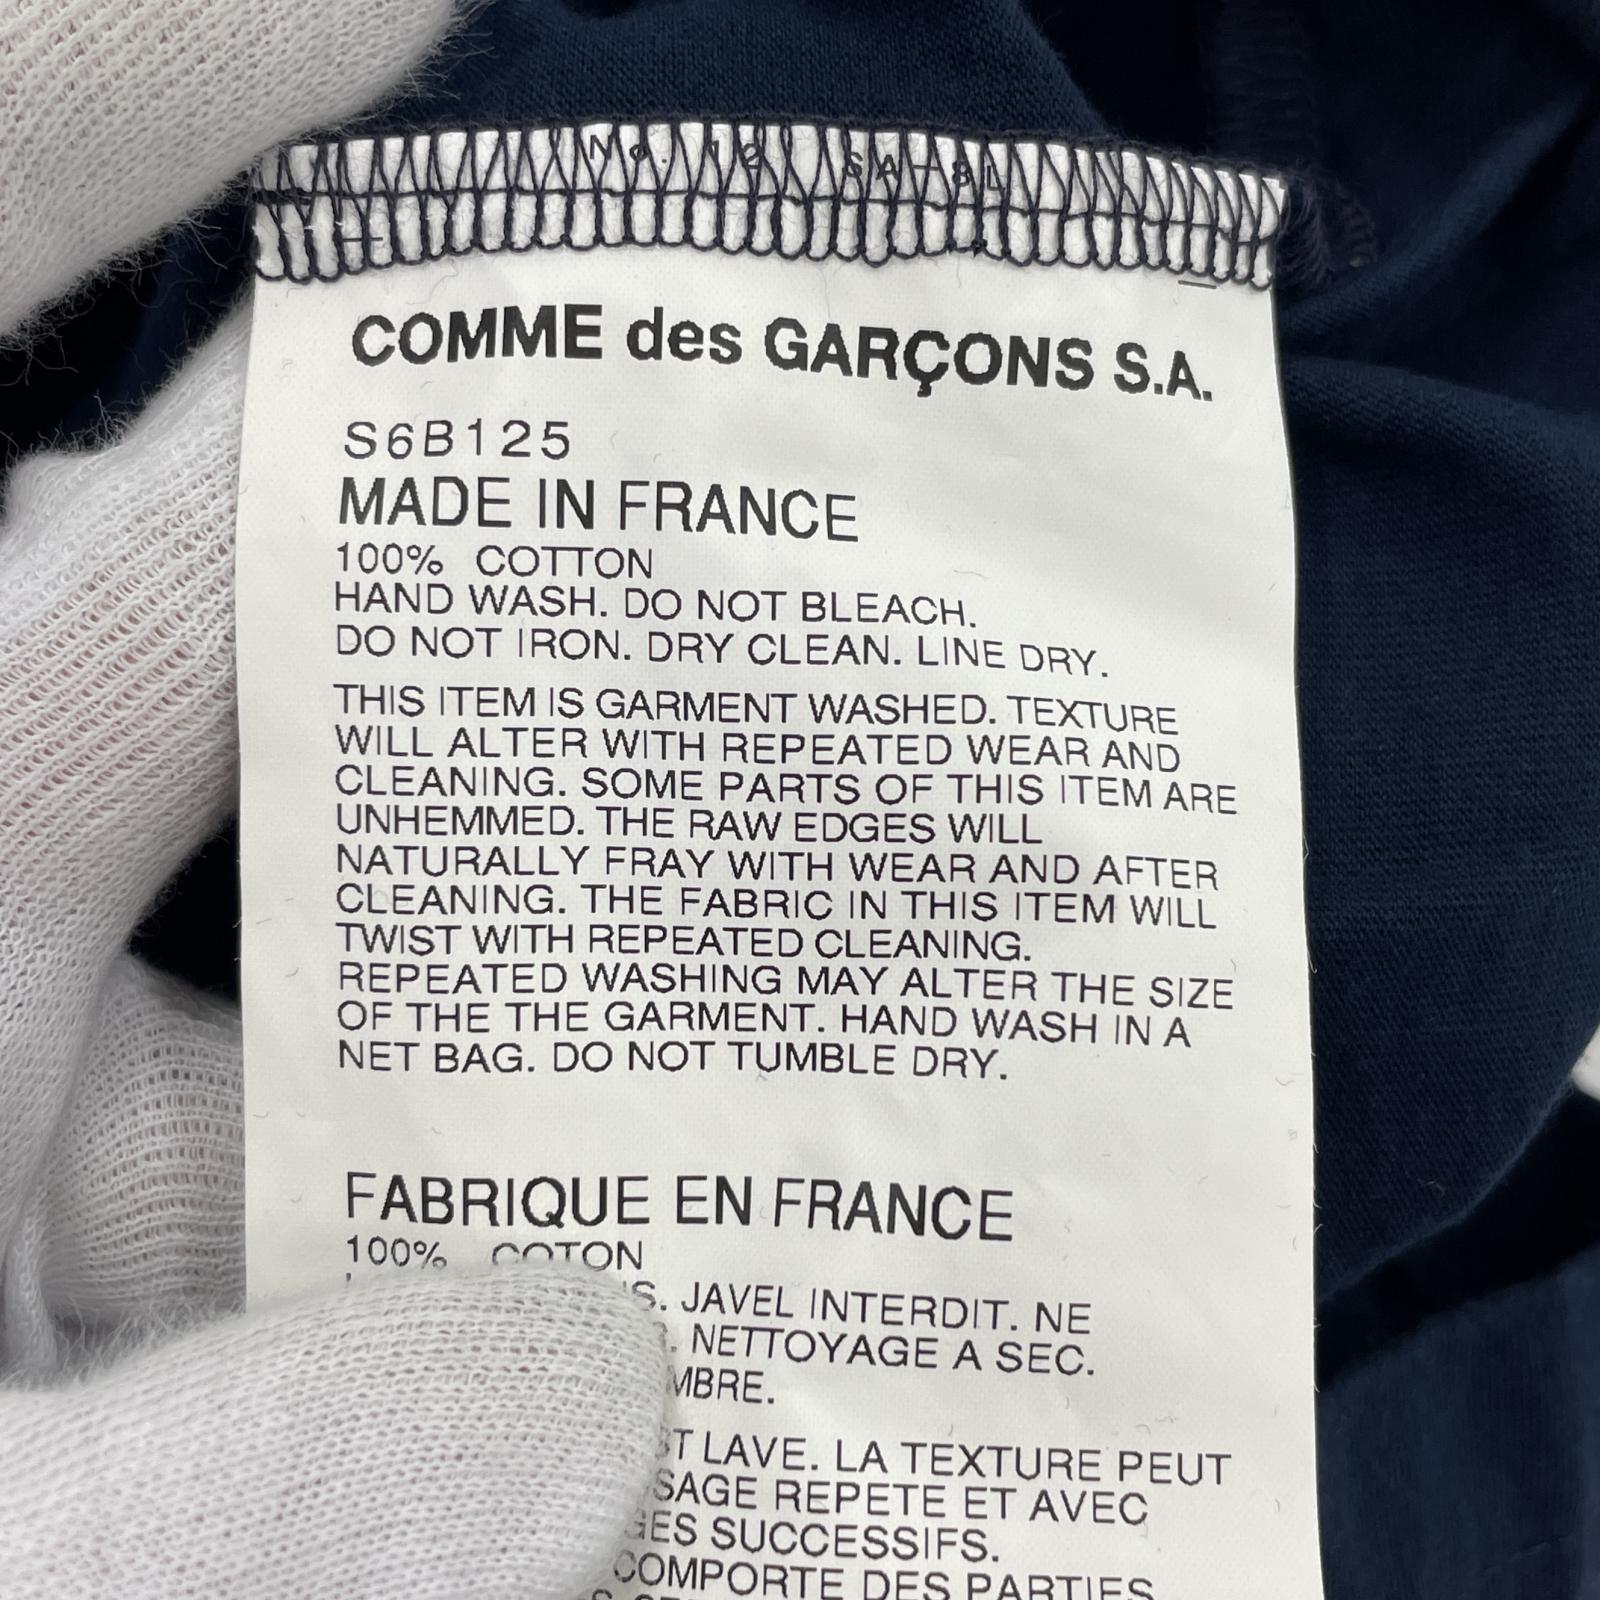 No. 12 SA-8L
COMME des GARÇONS S.A.
S6B125
MADE IN FRANCE
100% COTTON
HAND WASH. DO NOT BLEACH.
DO NOT IRON. DRY CLEAN. LINE DRY.
THIS ITEM IS GARMENT WASHED. TEXTURE
WILL ALTER WITH REPEATED WEAR AND
CLEANING. SOME PARTS OF THIS ITEM ARE
UNHEMMED. THE RAW EDGES WILL
NATURALLY FRAY WITH WEAR AND AFTER
CLEANING. THE FABRIC IN THIS ITEM WILL
TWIST WITH REPEATED CLEANING.
REPEATED WASHING MAY ALTER THE SIZE
OF THE THE GARMENT. HAND WASH IN A
NET BAG. DO NOT TUMBLE DRY.
FABRIQUE EN FRANCE
100% COTON
JAVEL INTERDIT. NE
NETTOYAGE A SEC.
LAVE. LA TEXTURE PEUT
REPETE ET AVEC
SUCCESSIFS.
COMPORTE DES PARTIES